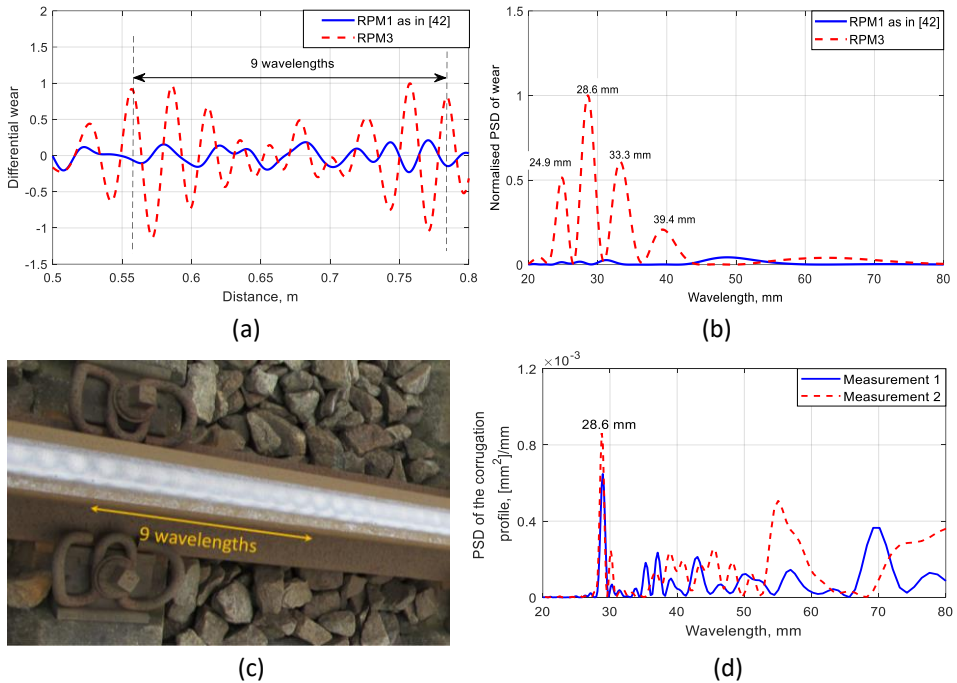 RPM1 as in [42]
RPM3
9 wavelengths
Differential wear
2
1.5
1
0.5
0
-0.5
-1
-1.5
0.5 0.55 0.6 0.65 0.7 0.75 0.8
Distance, m
(a)
RPM1 as in [42]
RPM3
28.6 mm
24.9 mm
33.3 mm
39.4 mm
Normalised PSD of wear
1.5
1
0.5
0
20 30 40 50 60 70 80
Wavelength, mm
(b)
9 wavelengths
(c)
×10⁻³
Measurement 1
Measurement 2
28.6 mm
PSD of the corrugation
profile, [mm²]/mm
1.2
0.8
0.4
0
20 30 40 50 60 70 80
Wavelength, mm
(d)